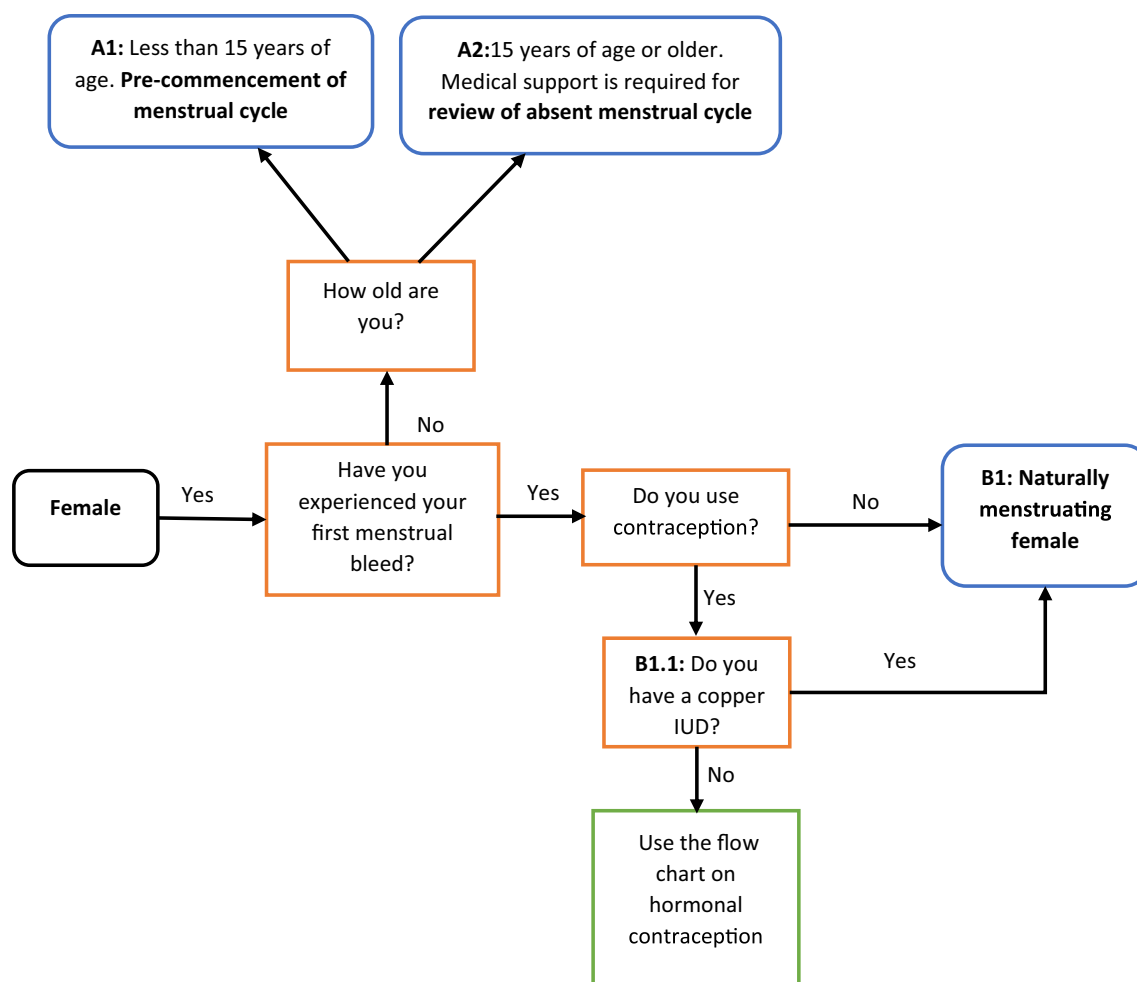 A1: Less than 15 years of
age. Pre-commencement of
menstrual cycle
A2:15 years of age or older.
Medical support is required for
review of absent menstrual cycle
How old are
you?
No
Female
Yes
Have you
experienced your
first menstrual
bleed?
Yes
Do you use
contraception?
No
B1: Naturally
menstruating
female
Yes
B1.1: Do you
have a copper
IUD?
Yes
No
Use the flow
chart on
hormonal
contraception